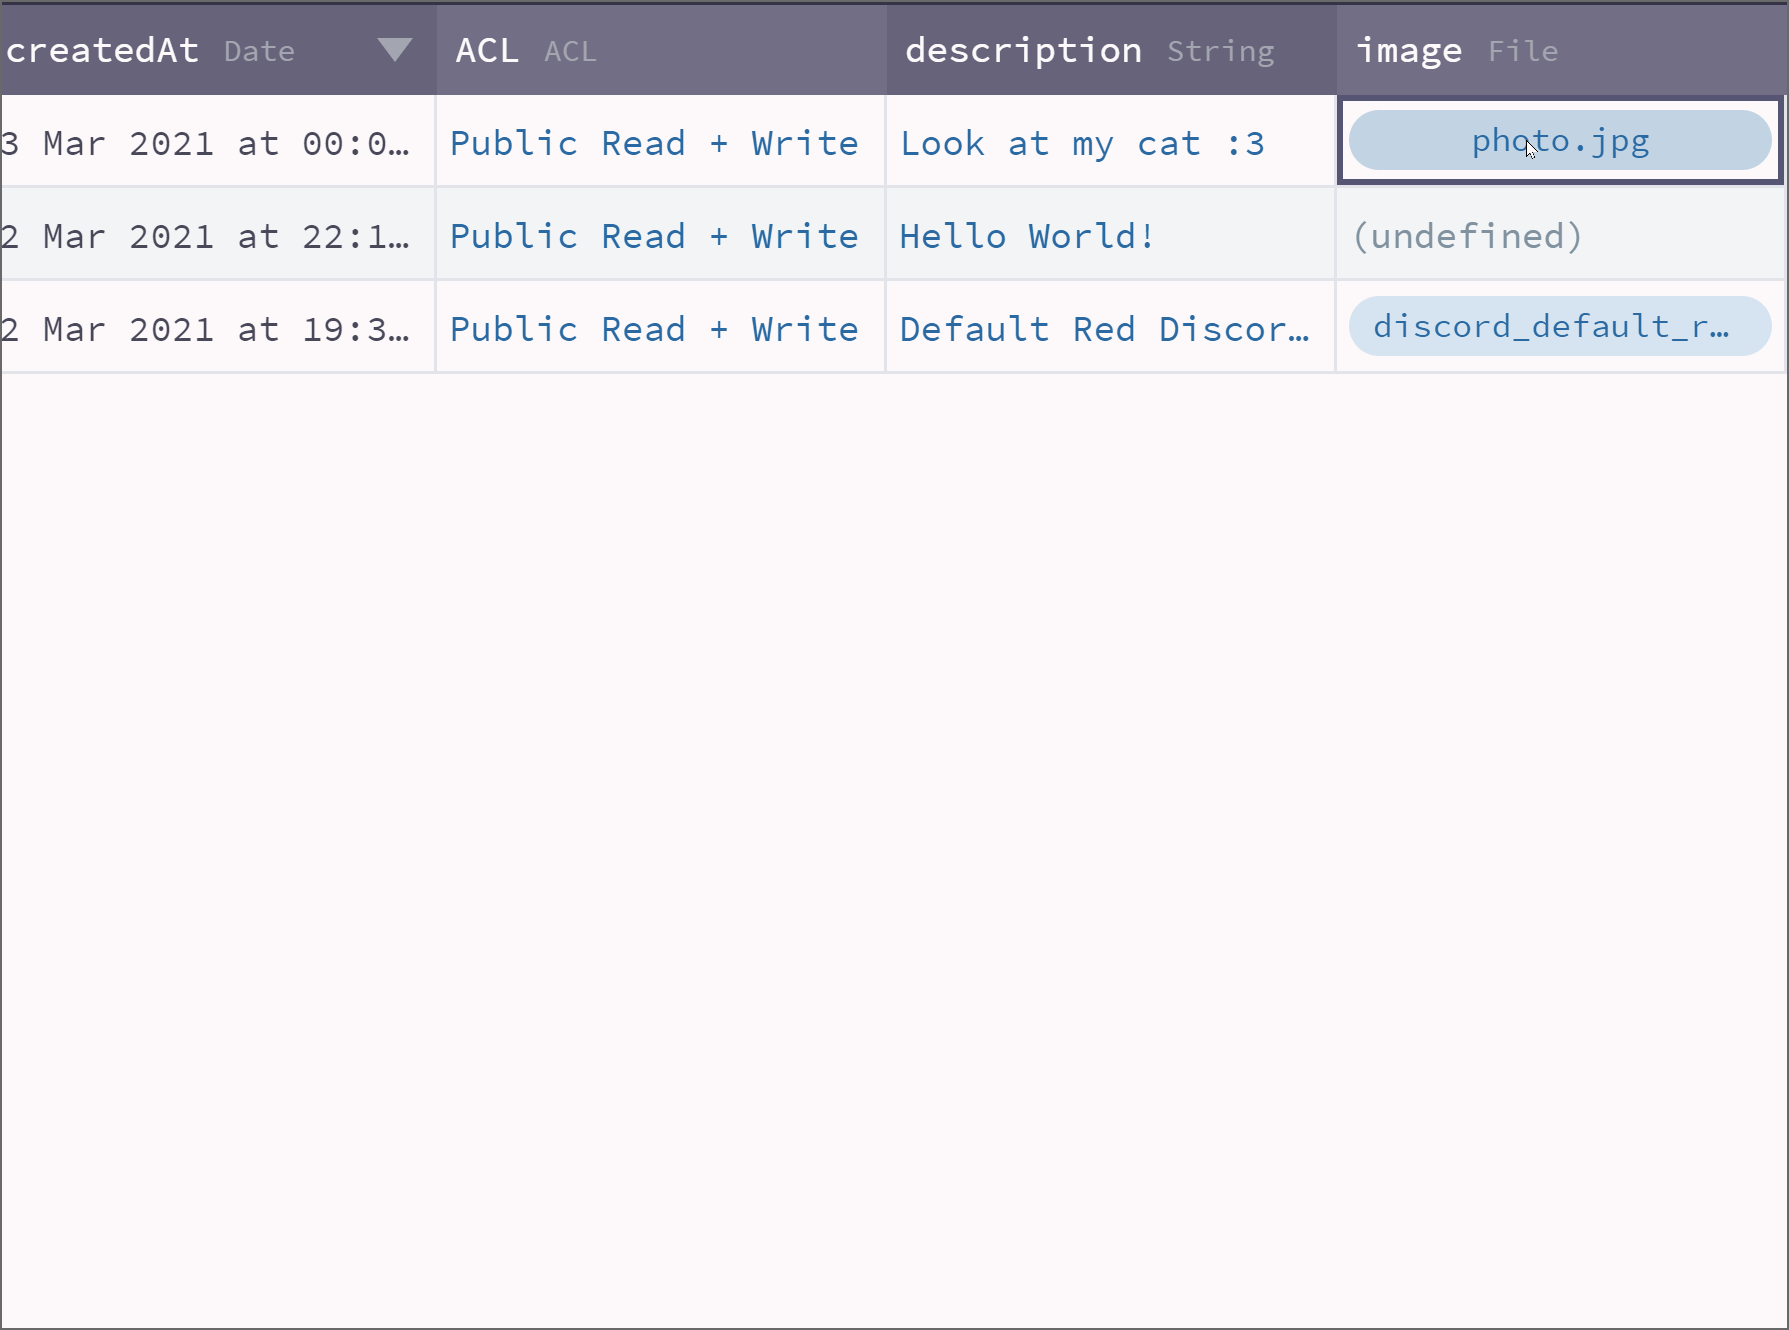 createdAt Date ACL ACL description String image File
3 Mar 2021 at 00:0… Public Read + Write Look at my cat :3 photo.jpg
2 Mar 2021 at 22:1… Public Read + Write Hello World! (undefined)
2 Mar 2021 at 19:3… Public Read + Write Default Red Discor… discord_default_r…